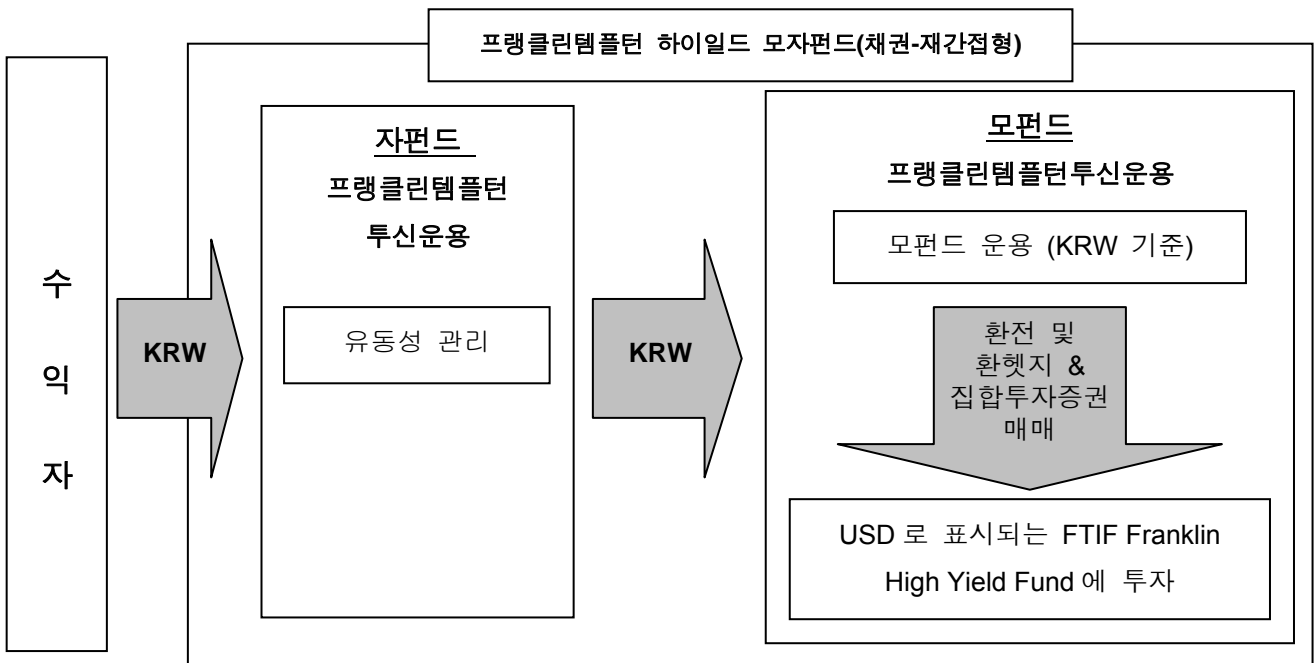 프랭클린템플턴 하이일드 모자펀드(채권-재간접형)
수
익
자
KRW
자펀드
프랭클린템플턴
투신운용
유동성 관리
KRW
모펀드
프랭클린템플턴투신운용
모펀드 운용 (KRW 기준)
환전 및
환헷지 &
집합투자증권
매매
USD 로 표시되는 FTIF Franklin
High Yield Fund 에 투자